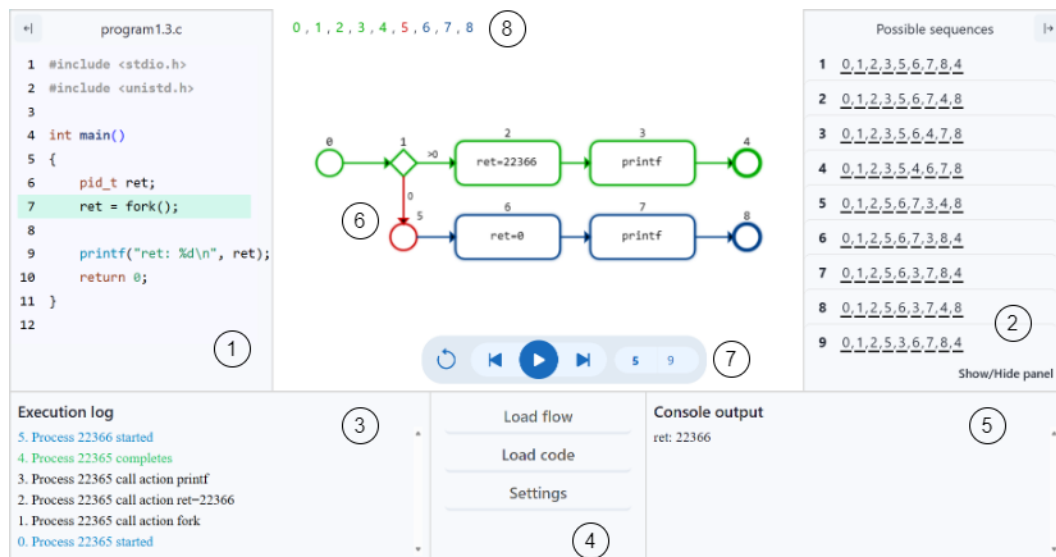 program1.3.c
1 #include <stdio.h>
2 #include <unistd.h>
3
4 int main()
5 {
6 pid_t ret;
7 ret = fork();
8
9 printf("ret: %d\n", ret);
10 return 0;
11 }
12
1
0,1,2,3,4,5,6,7,8
8
0
1
2
3
4
>0
ret=22366
printf
0
6
5
6
7
8
ret=0
printf
5 9
7
Possible sequences
1 0,1,2,3,5,6,7,8,4
2 0,1,2,3,5,6,7,4,8
3 0,1,2,3,5,6,4,7,8
4 0,1,2,3,5,4,6,7,8
5 0,1,2,5,6,7,3,4,8
6 0,1,2,5,6,7,3,8,4
7 0,1,2,5,6,3,7,8,4
8 0,1,2,5,6,3,7,4,8
9 0,1,2,5,3,6,7,8,4
2
Show/Hide panel
Execution log
3
5. Process 22366 started
4. Process 22365 completes
3. Process 22365 call action printf
2. Process 22365 call action ret=22366
1. Process 22365 call action fork
0. Process 22365 started
Load flow
Load code
Settings
4
Console output
5
ret: 22366